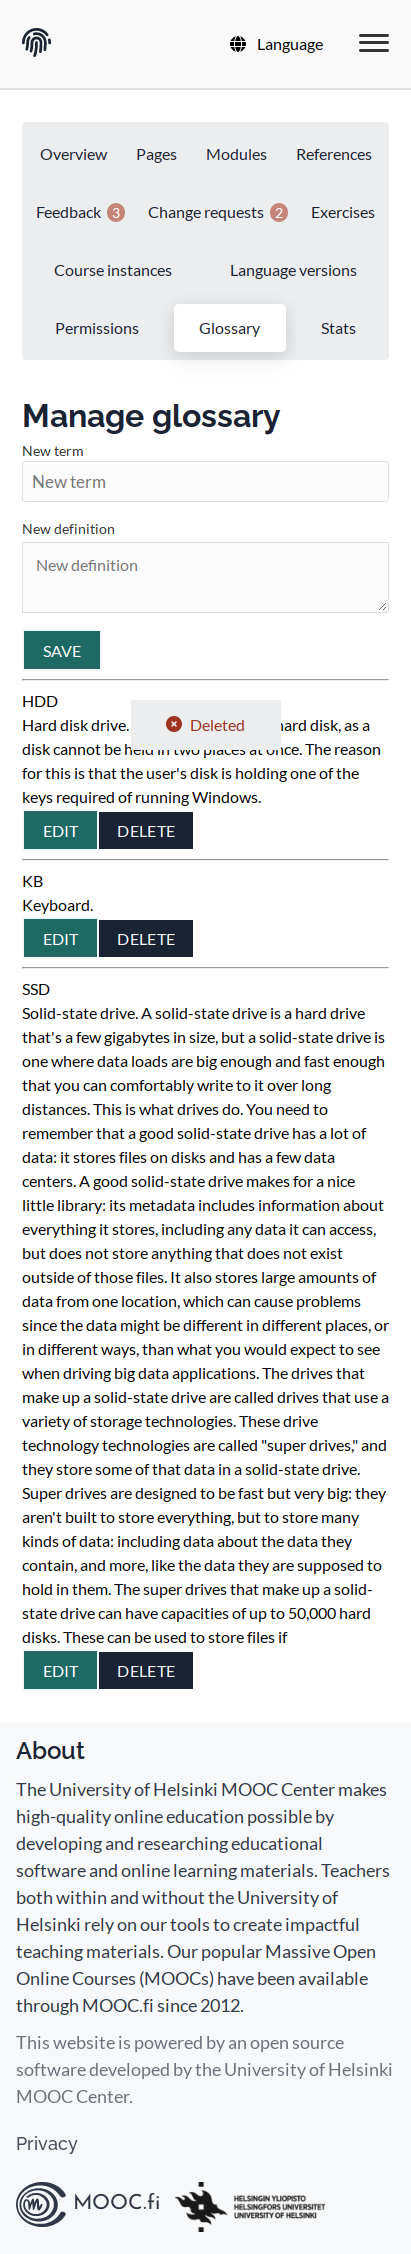 Language
Overview Pages Modules References
Feedback 3 Change requests 2 Exercises
Course instances Language versions
Permissions Glossary Stats
Manage glossary
New term
New term
New definition
New definition
SAVE
HDD
Hard disk drive. Deleted hard disk, as a
disk cannot be held in two places at once. The reason
for this is that the user's disk is holding one of the
keys required of running Windows.
EDIT DELETE
KB
Keyboard.
EDIT DELETE
SSD
Solid-state drive. A solid-state drive is a hard drive
that's a few gigabytes in size, but a solid-state drive is
one where data loads are big enough and fast enough
that you can comfortably write to it over long
distances. This is what drives do. You need to
remember that a good solid-state drive has a lot of
data: it stores files on disks and has a few data
centers. A good solid-state drive makes for a nice
little library: its metadata includes information about
everything it stores, including any data it can access,
but does not store anything that does not exist
outside of those files. It also stores large amounts of
data from one location, which can cause problems
since the data might be different in different places, or
in different ways, than what you would expect to see
when driving big data applications. The drives that
make up a solid-state drive are called drives that use a
variety of storage technologies. These drive
technology technologies are called "super drives," and
they store some of that data in a solid-state drive.
Super drives are designed to be fast but very big: they
aren't built to store everything, but to store many
kinds of data: including data about the data they
contain, and more, like the data they are supposed to
hold in them. The super drives that make up a solid-
state drive can have capacities of up to 50,000 hard
disks. These can be used to store files if
EDIT DELETE
About
The University of Helsinki MOOC Center makes
high-quality online education possible by
developing and researching educational
software and online learning materials. Teachers
both within and without the University of
Helsinki rely on our tools to create impactful
teaching materials. Our popular Massive Open
Online Courses (MOOCs) have been available
through MOOC.fi since 2012.
This website is powered by an open source
software developed by the University of Helsinki
MOOC Center.
Privacy
MOOC.fi
HELSINGIN YLIOPISTO
HELSINGFORS UNIVERSITET
UNIVERSITY OF HELSINKI